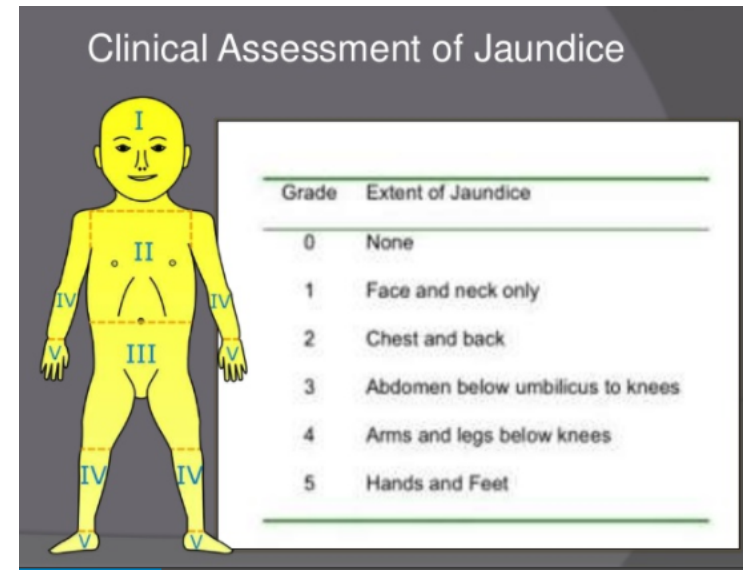 Clinical Assessment of Jaundice
I
II
IV
IV
V
III
V
IV
IV
V
V
Grade Extent of Jaundice
0 None
1 Face and neck only
2 Chest and back
3 Abdomen below umbilicus to knees
4 Arms and legs below knees
5 Hands and Feet